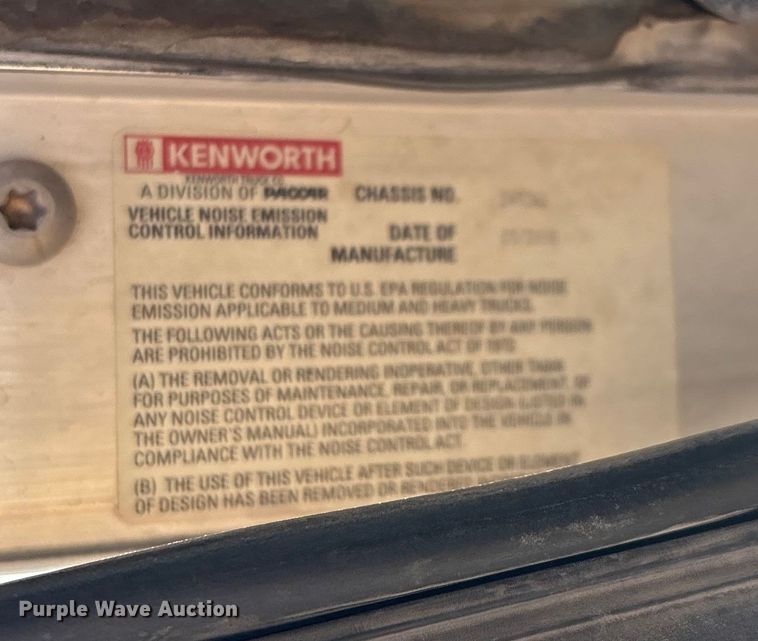 KENWORTH
KENWORTH TRUCK CO.
A DIVISION OF PACCAR CHASSIS NO.
VEHICLE NOISE EMISSION
CONTROL INFORMATION DATE OF
MANUFACTURE
THIS VEHICLE CONFORMS TO U.S. EPA REGULATION FOR NOISE
EMISSION APPLICABLE TO MEDIUM AND HEAVY TRUCKS.
THE FOLLOWING ACTS OR THE CAUSING THEREOF BY ANY PERSON
ARE PROHIBITED BY THE NOISE CONTROL ACT OF 1972
(A) THE REMOVAL OR RENDERING INOPERATIVE, OTHER THAN
FOR PURPOSES OF MAINTENANCE, REPAIR, OR REPLACEMENT, OF
ANY NOISE CONTROL DEVICE OR ELEMENT OF DESIGN (LISTED IN
THE OWNER'S MANUAL) INCORPORATED INTO THE VEHICLE IN
COMPLIANCE WITH THE NOISE CONTROL ACT.
(B) THE USE OF THIS VEHICLE AFTER SUCH DEVICE OR ELEMENT
OF DESIGN HAS BEEN REMOVED OR RENDERED
Purple Wave Auction